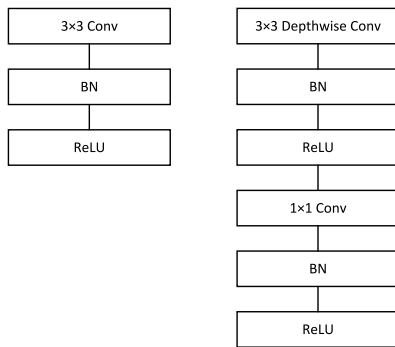 3×3 Conv
BN
ReLU
3×3 Depthwise Conv
BN
ReLU
1×1 Conv
BN
ReLU